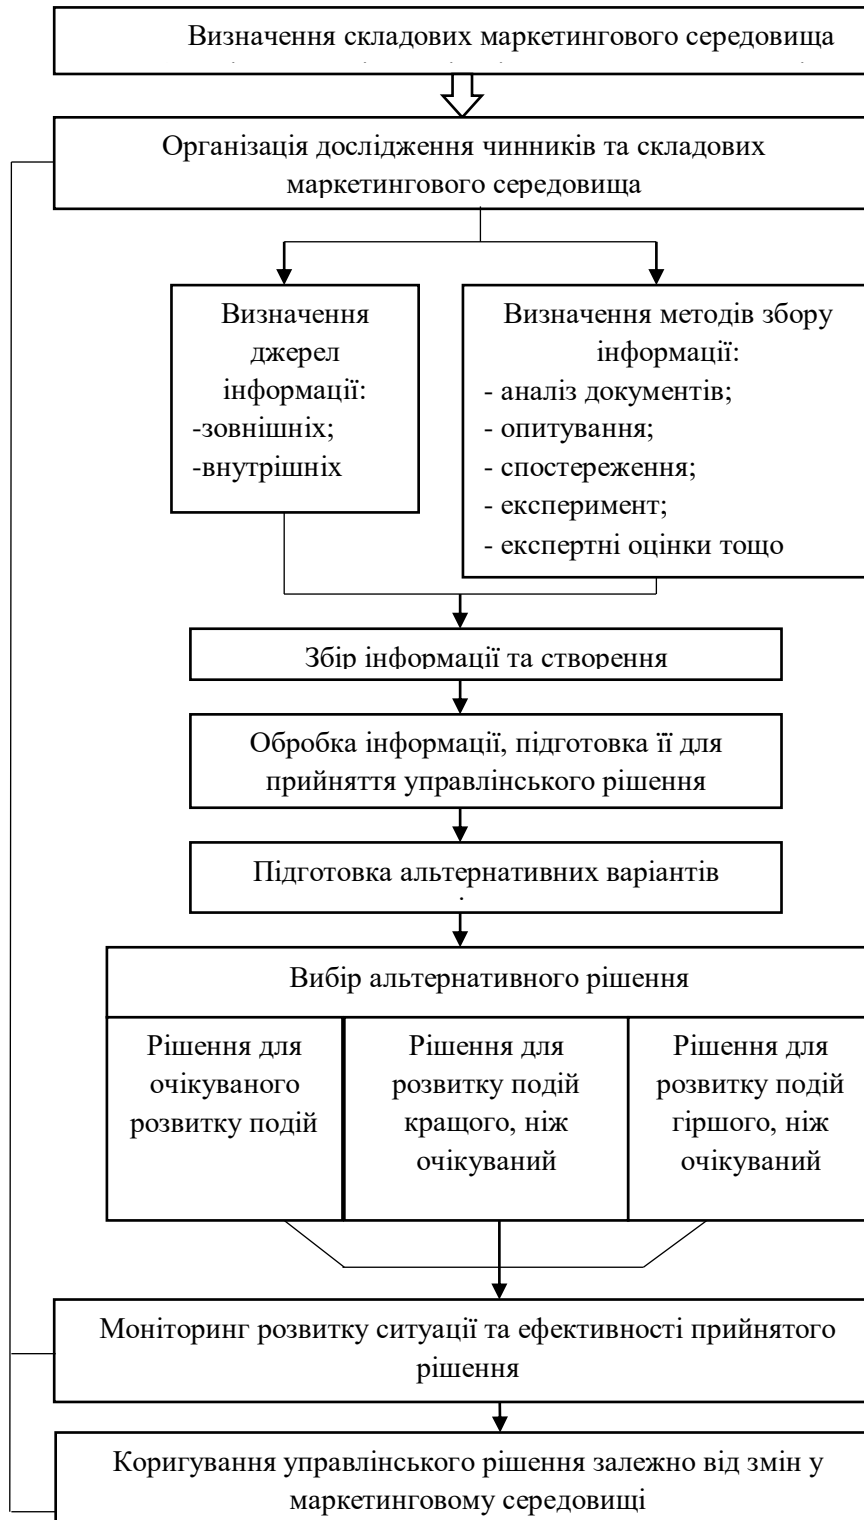 Визначення складових маркетингового середовища
Організація дослідження чинників та складових
маркетингового середовища
Визначення
джерел
інформації:
-зовнішніх;
-внутрішніх
Визначення методів збору
інформації:
- аналіз документів;
- опитування;
- спостереження;
- експеримент;
- експертні оцінки тощо
Збір інформації та створення
Обробка інформації, підготовка її для
прийняття управлінського рішення
Підготовка альтернативних варіантів
Вибір альтернативного рішення
Рішення для
очікуваного
розвитку подій
Рішення для
розвитку подій
кращого, ніж
очікуваний
Рішення для
розвитку подій
гіршого, ніж
очікуваний
Моніторинг розвитку ситуації та ефективності прийнятого
рішення
Коригування управлінського рішення залежно від змін у
маркетинговому середовищі